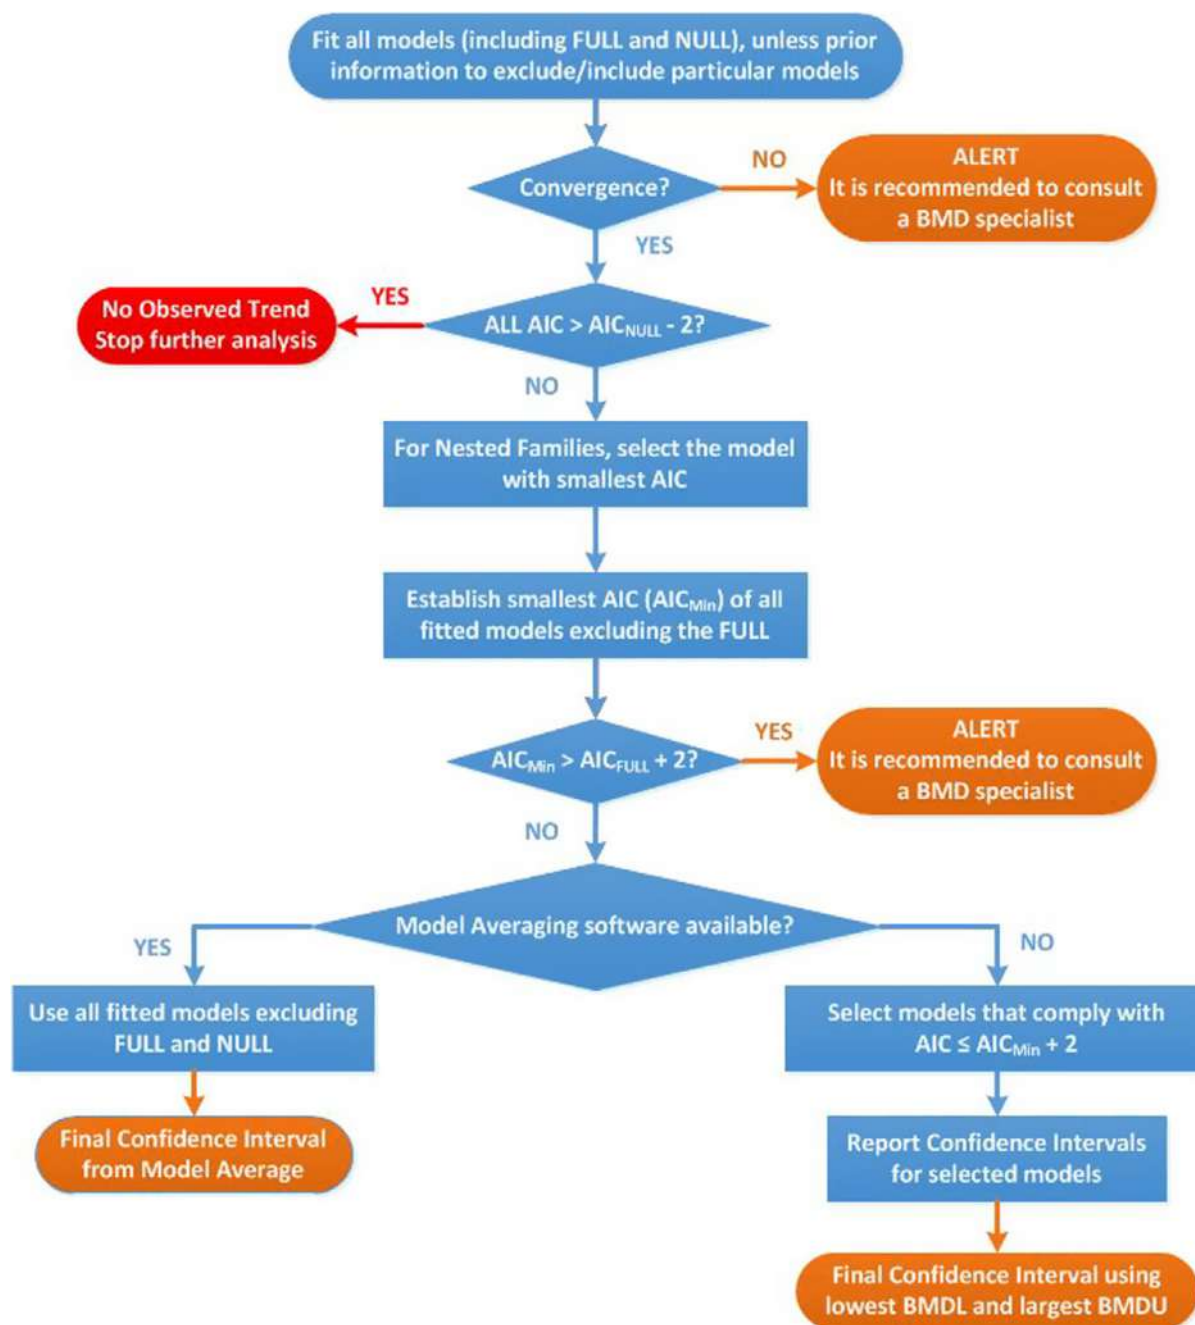 Fit all models (including FULL and NULL), unless prior
information to exclude/include particular models
Convergence?
NO
ALERT
It is recommended to consult
a BMD specialist
YES
ALL AIC > AIC_NULL - 2?
YES
No Observed Trend
Stop further analysis
NO
For Nested Families, select the model
with smallest AIC
Establish smallest AIC (AIC_Min) of all
fitted models excluding the FULL
AIC_Min > AIC_FULL + 2?
YES
ALERT
It is recommended to consult
a BMD specialist
NO
Model Averaging software available?
YES
Use all fitted models excluding
FULL and NULL
Final Confidence Interval
from Model Average
NO
Select models that comply with
AIC ≤ AIC_Min + 2
Report Confidence Intervals
for selected models
Final Confidence Interval using
lowest BMDL and largest BMDU